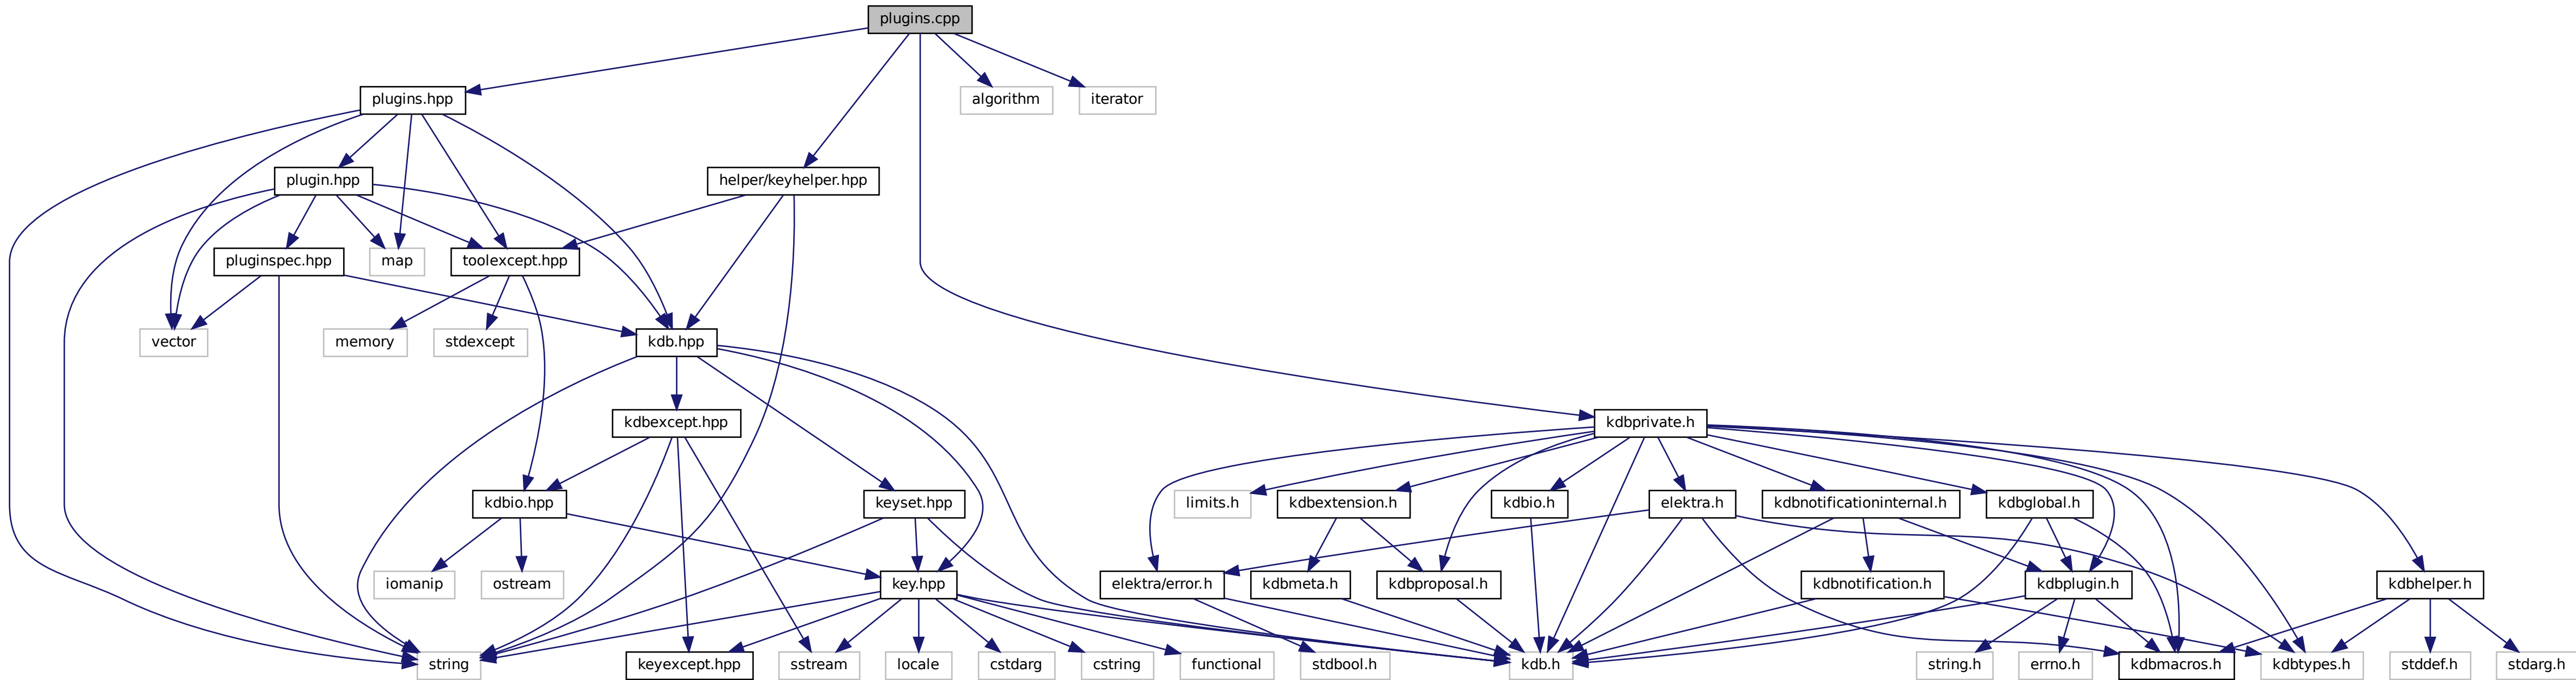 plugins.cpp
plugins.hpp
algorithm
iterator
plugin.hpp
helper/keyhelper.hpp
pluginspec.hpp
map
toolexcept.hpp
vector
memory
stdexcept
kdb.hpp
kdbexcept.hpp
kdbprivate.h
kdbio.hpp
keyset.hpp
limits.h
kdbextension.h
kdbio.h
elektra.h
kdbnotificationinternal.h
kdbglobal.h
iomanip
ostream
key.hpp
elektra/error.h
kdbmeta.h
kdbproposal.h
kdbnotification.h
kdbplugin.h
kdbhelper.h
string
keyexcept.hpp
sstream
locale
cstdarg
cstring
functional
stdbool.h
kdb.h
string.h
errno.h
kdbmacros.h
kdbtypes.h
stddef.h
stdarg.h